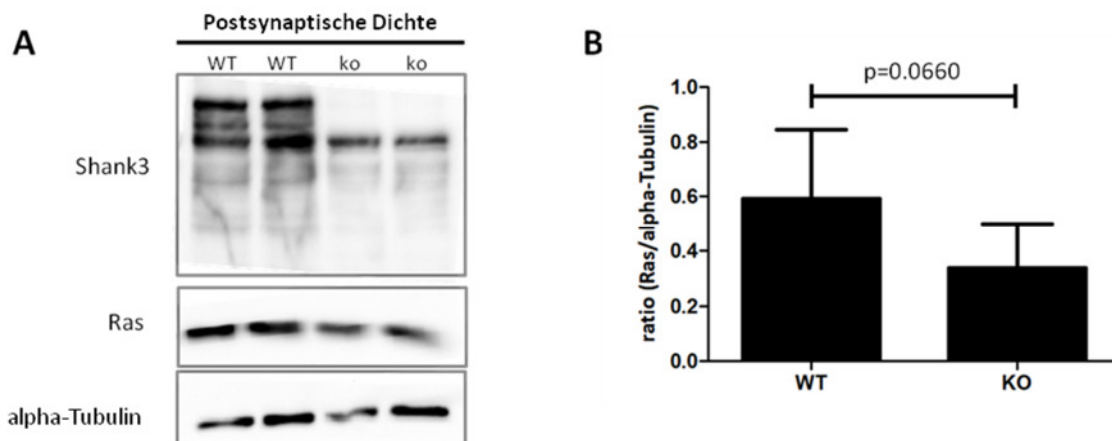 A
Postsynaptische Dichte
WT WT ko ko
Shank3
Ras
alpha-Tubulin
B
p=0.0660
ratio (Ras/alpha-Tubulin)
1.0
0.8
0.6
0.4
0.2
0.0
WT KO